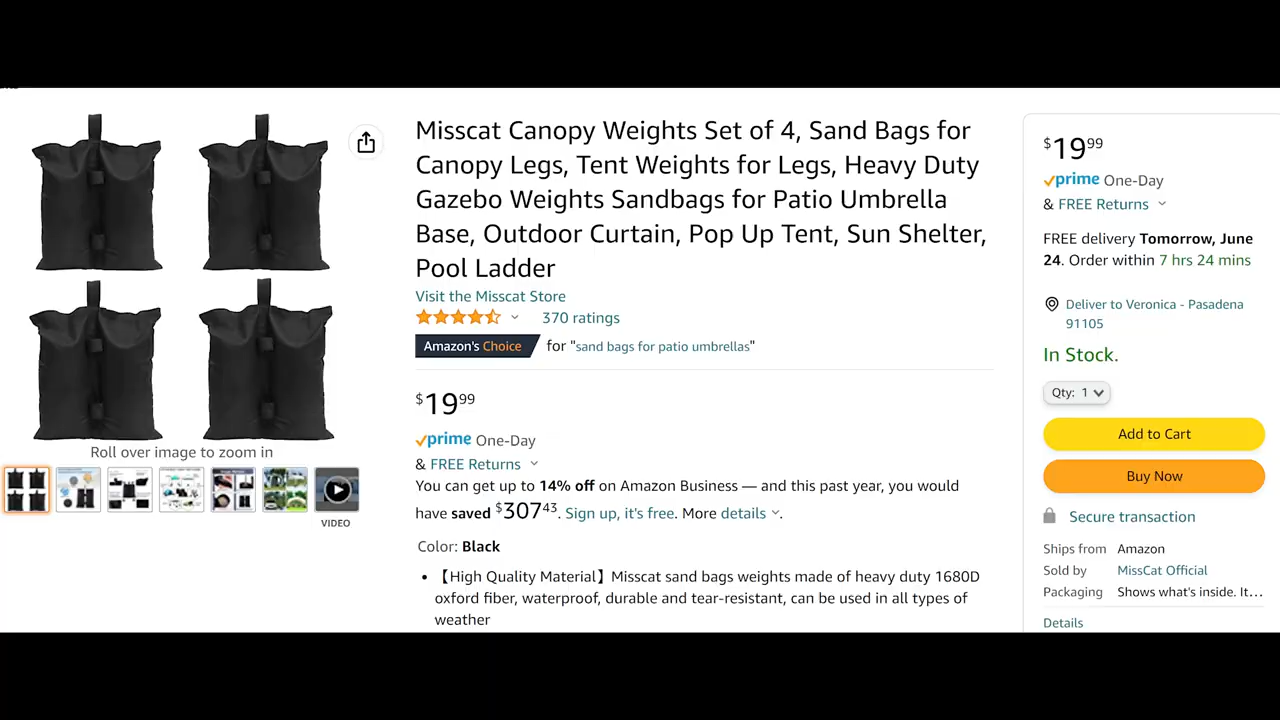 Misscat Canopy Weights Set of 4, Sand Bags for
Canopy Legs, Tent Weights for Legs, Heavy Duty
Gazebo Weights Sandbags for Patio Umbrella
Base, Outdoor Curtain, Pop Up Tent, Sun Shelter,
Pool Ladder
Visit the Misscat Store
370 ratings
Amazon's Choice for "sand bags for patio umbrellas"
$19 99
prime One-Day
& FREE Returns
You can get up to 14% off on Amazon Business — and this past year, you would
have saved $307 43. Sign up, it's free. More details.
Color: Black
• 【High Quality Material】Misscat sand bags weights made of heavy duty 1680D
oxford fiber, waterproof, durable and tear-resistant, can be used in all types of
weather
Roll over image to zoom in
VIDEO
$19 99
prime One-Day
& FREE Returns
FREE delivery Tomorrow, June
24. Order within 7 hrs 24 mins
Deliver to Veronica - Pasadena
91105
In Stock.
Qty: 1
Add to Cart
Buy Now
Secure transaction
Ships from Amazon
Sold by MissCat Official
Packaging Shows what's inside. It...
Details